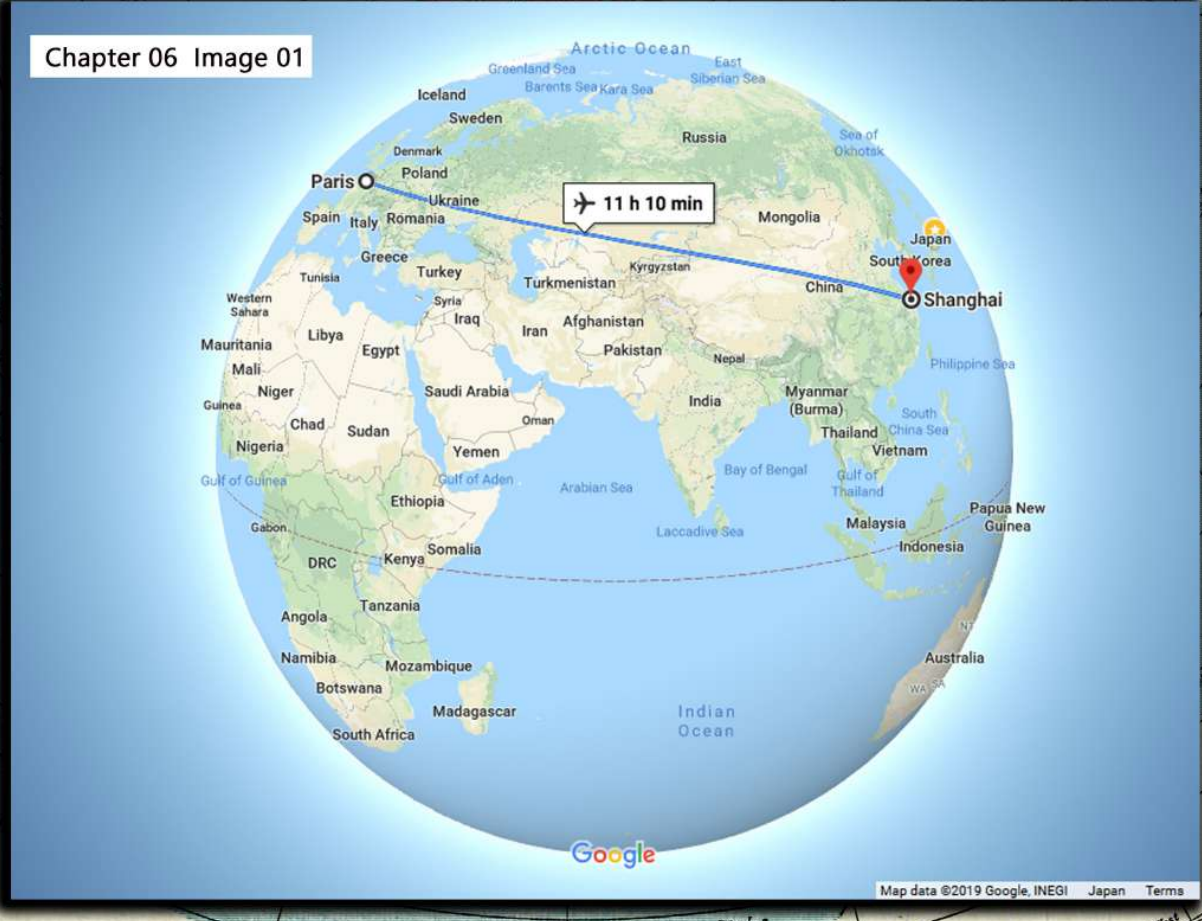 Chapter 06 Image 01
Arctic Ocean
Greenland Sea
East
Siberian Sea
Barents Sea
Kara Sea
Iceland
Sweden
Russia
Sea of
Okhotsk
Denmark
Poland
Paris
Ukraine
11 h 10 min
Spain
Italy
Romania
Mongolia
Japan
Greece
South Korea
Tunisia
Turkey
Kyrgyzstan
Turkmenistan
China
Shanghai
Western
Sahara
Syria
Iraq
Iran
Afghanistan
Libya
Mauritania
Egypt
Pakistan
Nepal
Philippine Sea
Mali
Niger
Saudi Arabia
India
Myanmar
(Burma)
Guinea
Chad
Sudan
Oman
South
China Sea
Thailand
Nigeria
Yemen
Vietnam
Gulf of Guinea
Gulf of Aden
Arabian Sea
Bay of Bengal
Gulf of
Thailand
Ethiopia
Papua New
Guinea
Gabon
Laccadive Sea
Malaysia
Somalia
Indonesia
DRC
Kenya
Tanzania
Angola
NT
Namibia
Mozambique
Australia
Botswana
WA
SA
Madagascar
Indian
Ocean
South Africa
Google
Map data ©2019 Google, INEGI Japan Terms